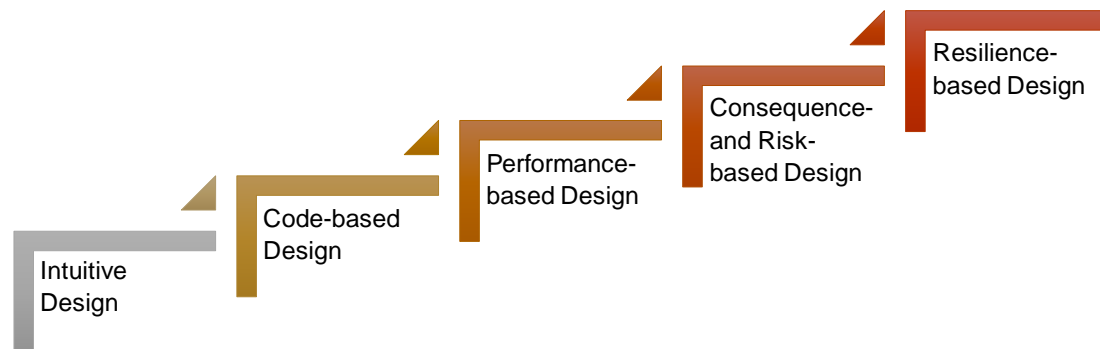 Intuitive
Design
Code-based
Design
Performance-
based Design
Consequence-
and Risk-
based Design
Resilience-
based Design